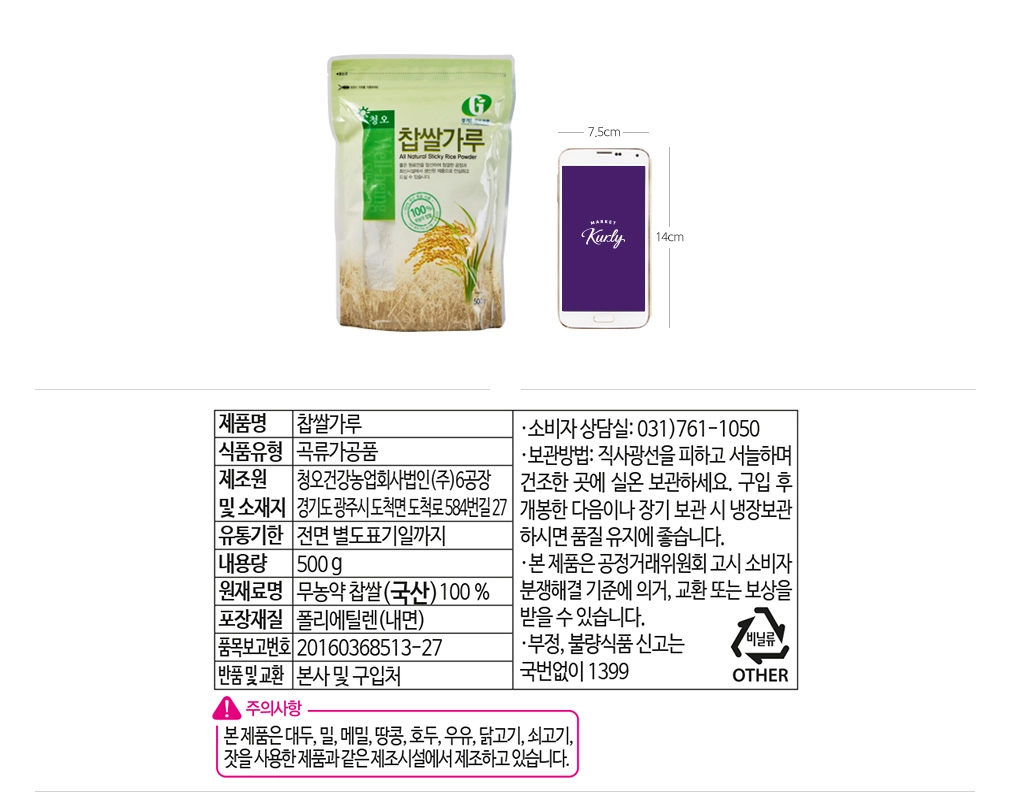 청오
찹쌀가루
All Natural Sticky Rice Powder
100%
7.5cm
MARKET
Kurly
14cm
제품명 찹쌀가루
식품유형 곡류가공품
제조원 청오건강농업회사법인(주)6공장
및 소재지 경기도 광주시 도척면 도척로 584번길 27
유통기한 전면 별도표기일까지
내용량 500 g
원재료명 무농약 찹쌀(국산)100 %
포장재질 폴리에틸렌(내면)
품목보고번호 20160368513-27
반품 및 교환 본사 및 구입처
·소비자 상담실: 031)761-1050
·보관방법: 직사광선을 피하고 서늘하며
건조한 곳에 실온 보관하세요. 구입 후
개봉한 다음이나 장기 보관 시 냉장보관
하시면 품질 유지에 좋습니다.
·본 제품은 공정거래위원회 고시 소비자
분쟁해결 기준에 의거, 교환 또는 보상을
받을 수 있습니다.
·부정, 불량식품 신고는
국번없이 1399
비닐류
OTHER
주의사항
본 제품은 대두, 밀, 메밀, 땅콩, 호두, 우유, 닭고기, 쇠고기,
잣을 사용한 제품과 같은 제조시설에서 제조하고 있습니다.